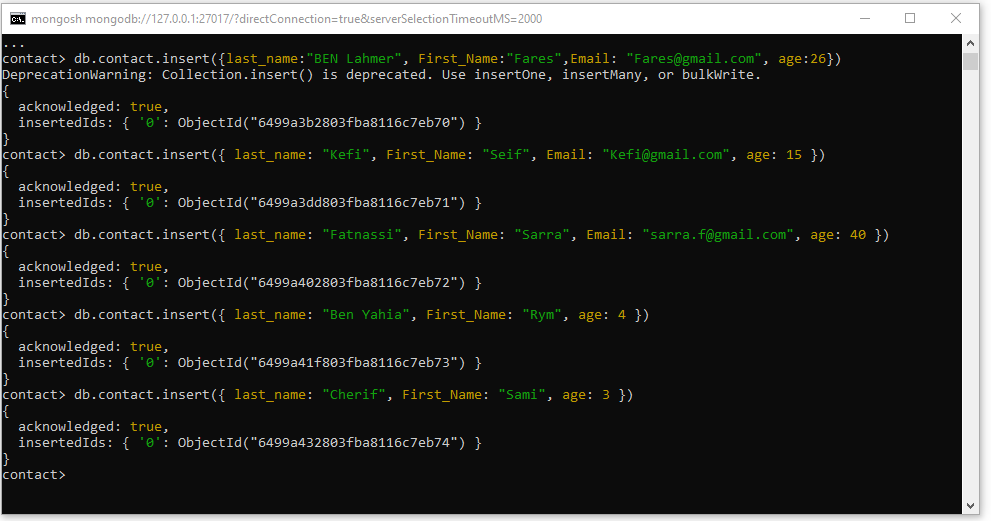 mongosh mongodb://127.0.0.1:27017/?directConnection=true&serverSelectionTimeoutMS=2000
...
contact> db.contact.insert({last_name:"BEN Lahmer", First_Name:"Fares",Email: "Fares@gmail.com", age:26})
DeprecationWarning: Collection.insert() is deprecated. Use insertOne, insertMany, or bulkWrite.
{
  acknowledged: true,
  insertedIds: { '0': ObjectId("6499a3b2803fba8116c7eb70") }
}
contact> db.contact.insert({ last_name: "Kefi", First_Name: "Seif", Email: "Kefi@gmail.com", age: 15 })
{
  acknowledged: true,
  insertedIds: { '0': ObjectId("6499a3dd803fba8116c7eb71") }
}
contact> db.contact.insert({ last_name: "Fatnassi", First_Name: "Sarra", Email: "sarra.f@gmail.com", age: 40 })
{
  acknowledged: true,
  insertedIds: { '0': ObjectId("6499a402803fba8116c7eb72") }
}
contact> db.contact.insert({ last_name: "Ben Yahia", First_Name: "Rym", age: 4 })
{
  acknowledged: true,
  insertedIds: { '0': ObjectId("6499a41f803fba8116c7eb73") }
}
contact> db.contact.insert({ last_name: "Cherif", First_Name: "Sami", age: 3 })
{
  acknowledged: true,
  insertedIds: { '0': ObjectId("6499a432803fba8116c7eb74") }
}
contact>